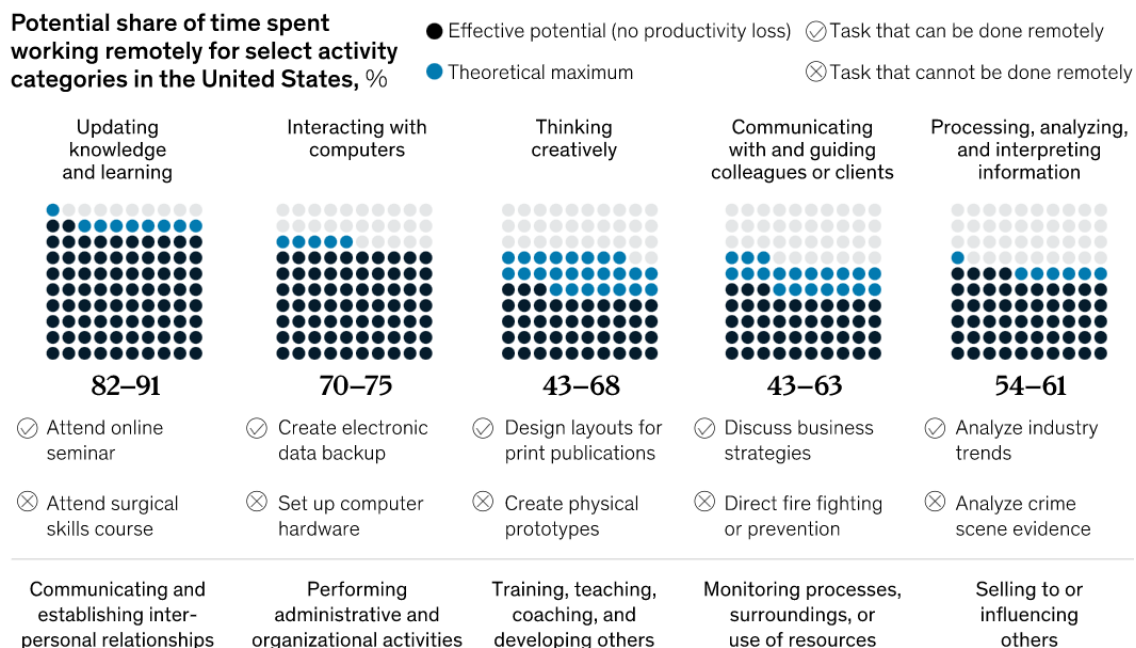 Potential share of time spent
working remotely for select activity
categories in the United States, %
Effective potential (no productivity loss)
Theoretical maximum
Task that can be done remotely
Task that cannot be done remotely
Updating
knowledge
and learning
82–91
Attend online
seminar
Attend surgical
skills course
Interacting with
computers
70–75
Create electronic
data backup
Set up computer
hardware
Thinking
creatively
43–68
Design layouts for
print publications
Create physical
prototypes
Communicating
with and guiding
colleagues or clients
43–63
Discuss business
strategies
Direct fire fighting
or prevention
Processing, analyzing,
and interpreting
information
54–61
Analyze industry
trends
Analyze crime
scene evidence
Communicating and
establishing inter-
personal relationships
Performing
administrative and
organizational activities
Training, teaching,
coaching, and
developing others
Monitoring processes,
surroundings, or
use of resources
Selling to or
influencing
others